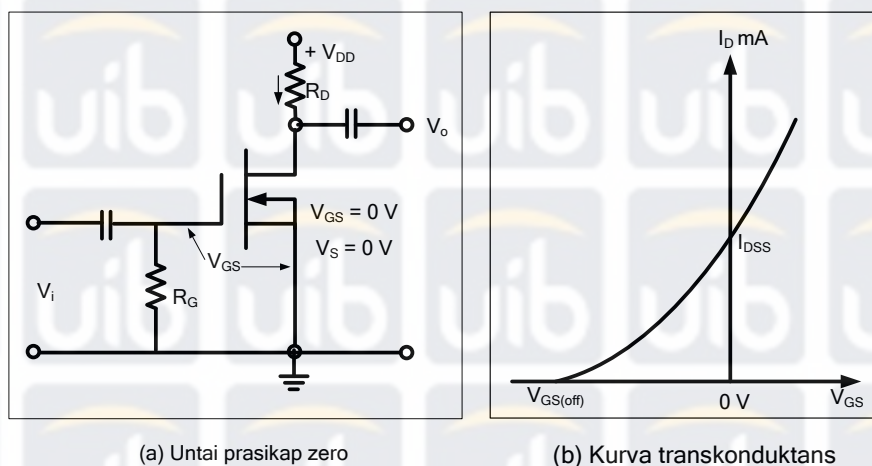 + V_DD
R_D
V_o
V_GS = 0 V
V_S = 0 V
V_GS
V_i
R_G
(a) Untai prasikap zero
I_D mA
I_DSS
V_GS(off)
0 V
V_GS
(b) Kurva transkonduktans
uib